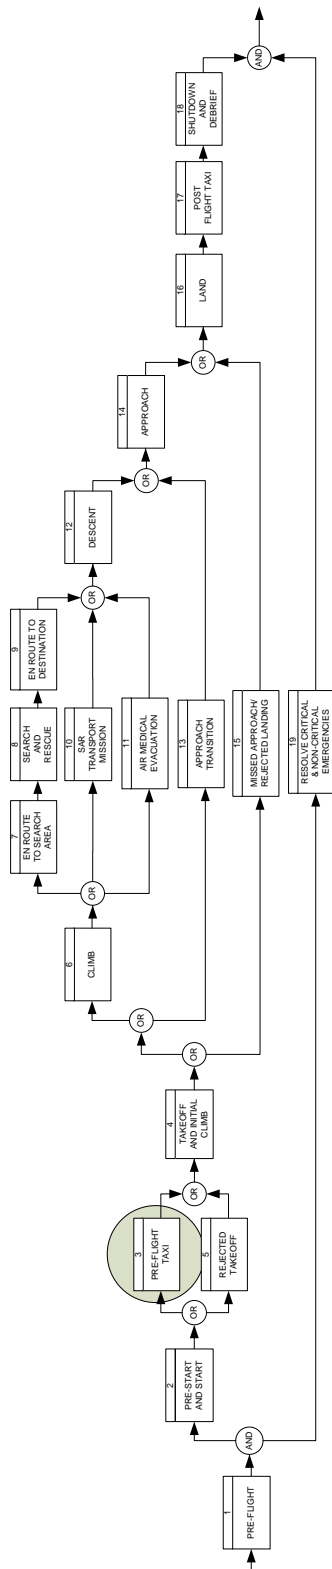 1
PRE-FLIGHT
AND
2
PRE-START
AND START
OR
3
PRE-FLIGHT
TAXI
5
REJECTED
TAKEOFF
OR
4
TAKEOFF
AND INITIAL
CLIMB
OR
OR
6
CLIMB
OR
7
EN ROUTE
TO SEARCH
AREA
8
SEARCH
AND
RESCUE
9
EN ROUTE TO
DESTINATION
10
SAR
TRANSPORT
MISSION
11
AIR MEDICAL
EVACUATION
OR
12
DESCENT
13
APPROACH
TRANSITION
OR
14
APPROACH
15
MISSED APPROACH/
REJECTED LANDING
OR
16
LAND
17
POST
FLIGHT TAXI
18
SHUTDOWN
AND
DEBRIEF
19
RESOLVE CRITICAL
& NON-CRITICAL
EMERGENCIES
AND